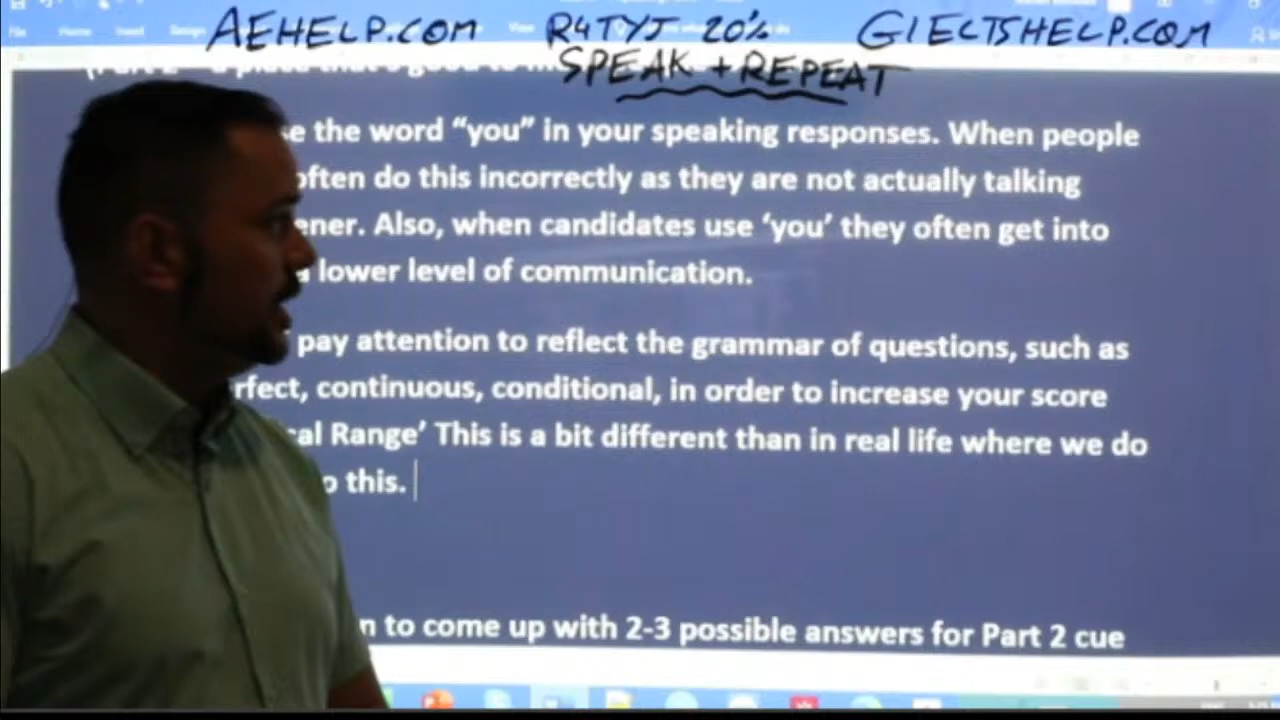 AEHELP.COM R4TYJ 20% GIELTSHELP.COM
SPEAK + REPEAT
the word “you” in your speaking responses. When people
often do this incorrectly as they are not actually talking
Also, when candidates use ‘you’ they often get into
lower level of communication.
pay attention to reflect the grammar of questions, such as
continuous, conditional, in order to increase your score
Range’ This is a bit different than in real life where we do
this.
to come up with 2-3 possible answers for Part 2 cue